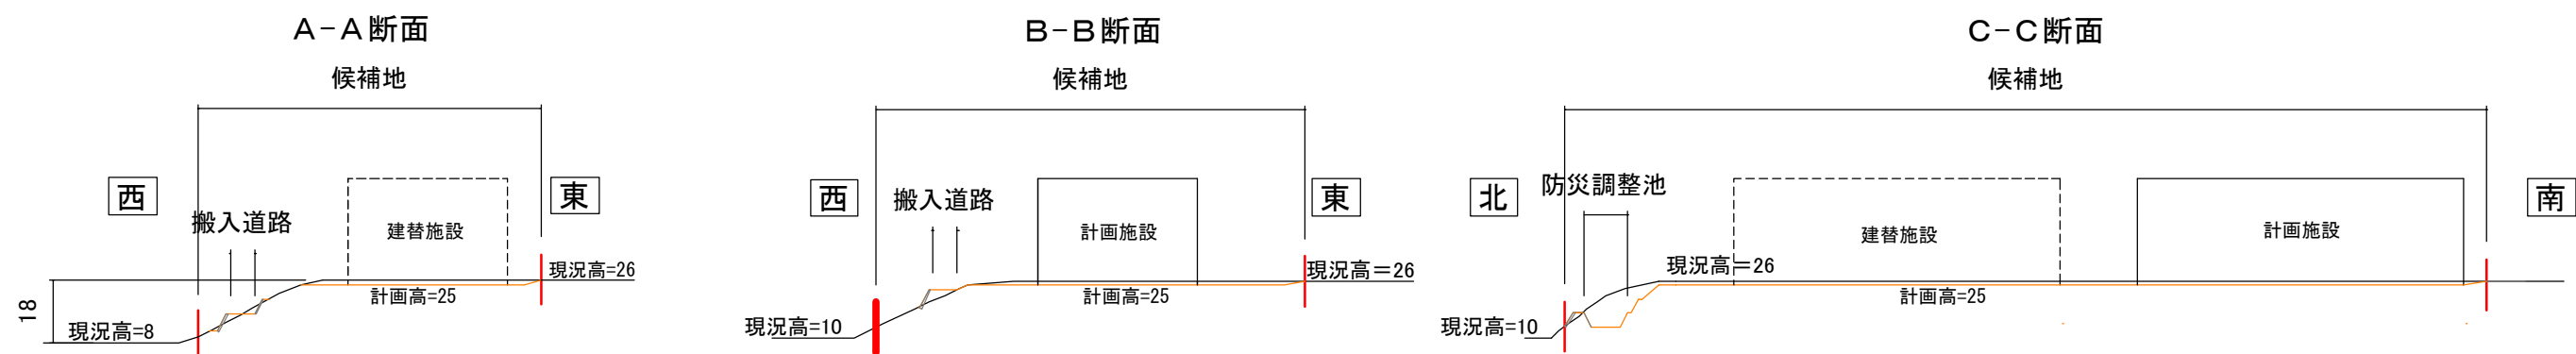 A-A断面
候補地
西
東
搬入道路
建替施設
現況高=26
計画高=25
18
現況高=8
B-B断面
候補地
西
東
搬入道路
計画施設
現況高=26
計画高=25
現況高=10
C-C断面
候補地
北
南
防災調整池
建替施設
計画施設
現況高=26
計画高=25
現況高=10